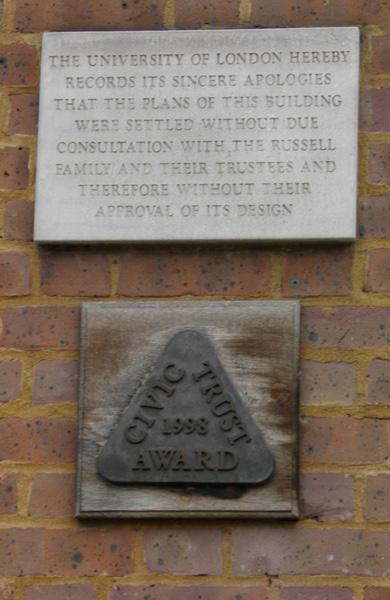 THE UNIVERSITY OF LONDON HEREBY
RECORDS ITS SINCERE APOLOGIES
THAT THE PLANS OF THIS BUILDING
WERE SETTLED WITHOUT DUE
CONSULTATION WITH THE RUSSELL
FAMILY AND THEIR TRUSTEES AND
THEREFORE WITHOUT THEIR
APPROVAL OF ITS DESIGN
CIVIC TRUST
1998
AWARD